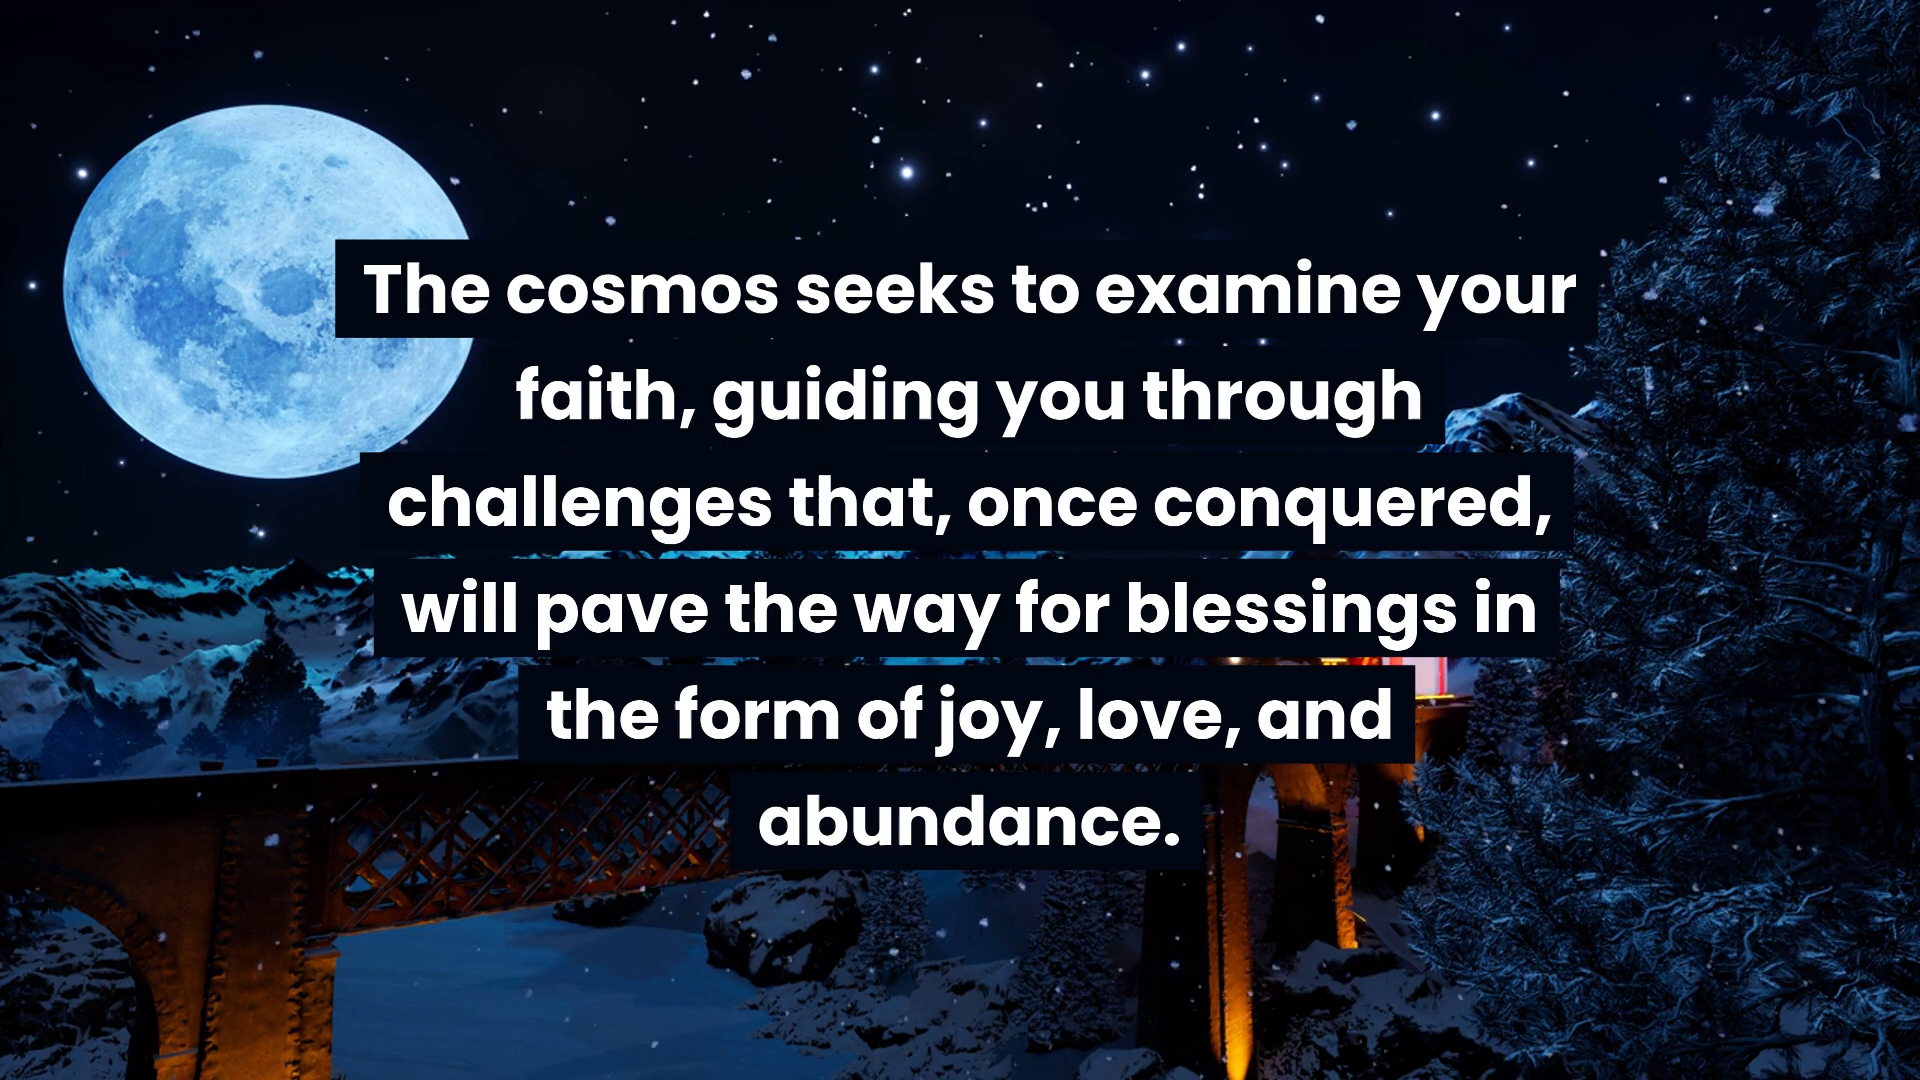 The cosmos seeks to examine your
faith, guiding you through
challenges that, once conquered,
will pave the way for blessings in
the form of joy, love, and
abundance.